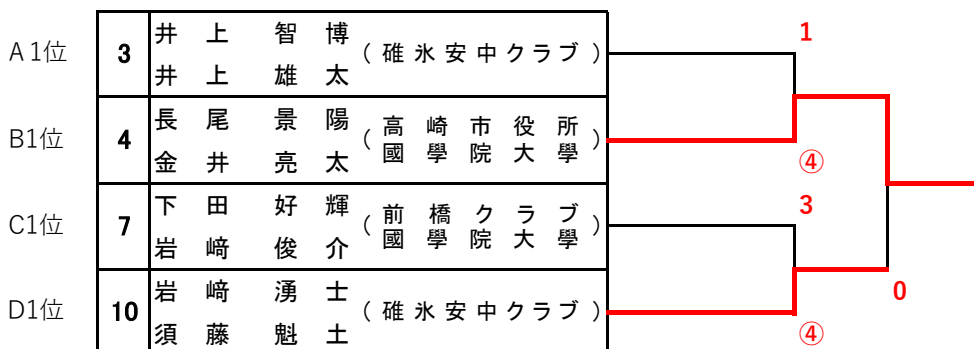 A1位 3 井上 智博 (碓氷安中クラブ) 1
井上 雄太
B1位 4 長尾 景陽 (高崎市役所
金井 亮太 國學院大學) ④
C1位 7 下田 好輝 (前橋クラブ 3
岩﨑 俊介 國學院大學)
D1位 10 岩﨑 湧士 (碓氷安中クラブ) 0
須藤 魁土 ④